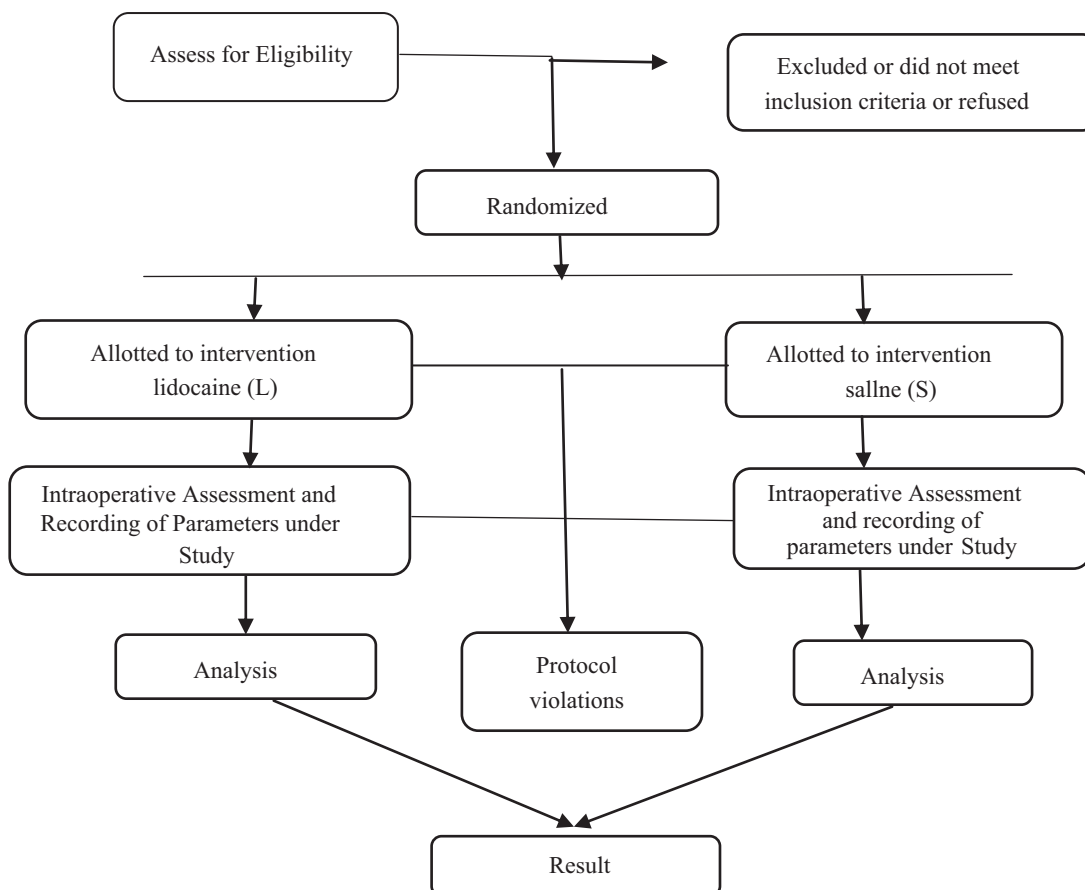 Assess for Eligibility
Excluded or did not meet
inclusion criteria or refused
Randomized
Allotted to intervention
lidocaine (L)
Allotted to intervention
sallne (S)
Intraoperative Assessment and
Recording of Parameters under
Study
Intraoperative Assessment
and recording of
parameters under Study
Analysis
Protocol
violations
Analysis
Result